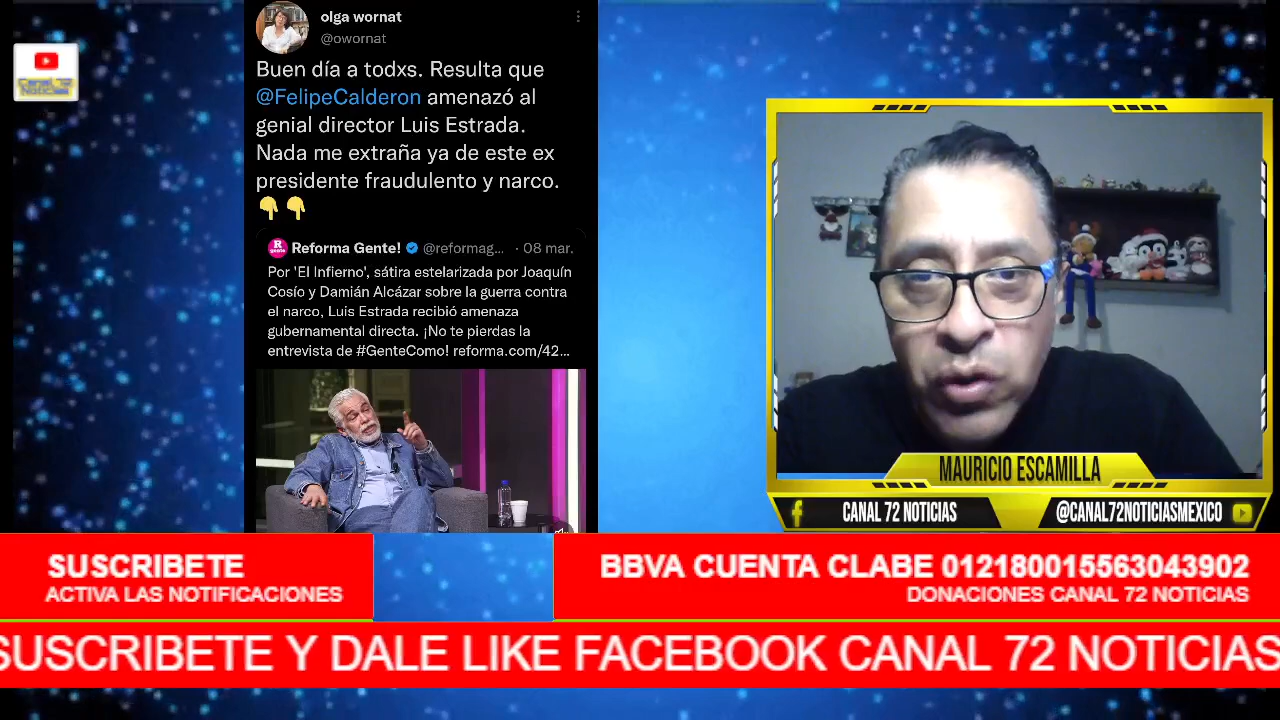 olga wornat
@owornat
Buen día a todxs. Resulta que
@FelipeCalderon amenazó al
genial director Luis Estrada.
Nada me extraña ya de este ex
presidente fraudulento y narco.
👇👇
Reforma Gente! @reformag... · 08 mar.
Por 'El Infierno', sátira estelarizada por Joaquín
Cosío y Damián Alcázar sobre la guerra contra
el narco, Luis Estrada recibió amenaza
gubernamental directa. ¡No te pierdas la
entrevista de #GenteComo! reforma.com/42...
R
gente
Canal 72
Noticias
MAURICIO ESCAMILLA
CANAL 72 NOTICIAS
@CANAL72NOTICIASMEXICO
SUSCRIBETE
ACTIVA LAS NOTIFICACIONES
BBVA CUENTA CLABE 012180015563043902
DONACIONES CANAL 72 NOTICIAS
SUSCRIBETE Y DALE LIKE FACEBOOK CANAL 72 NOTICIAS